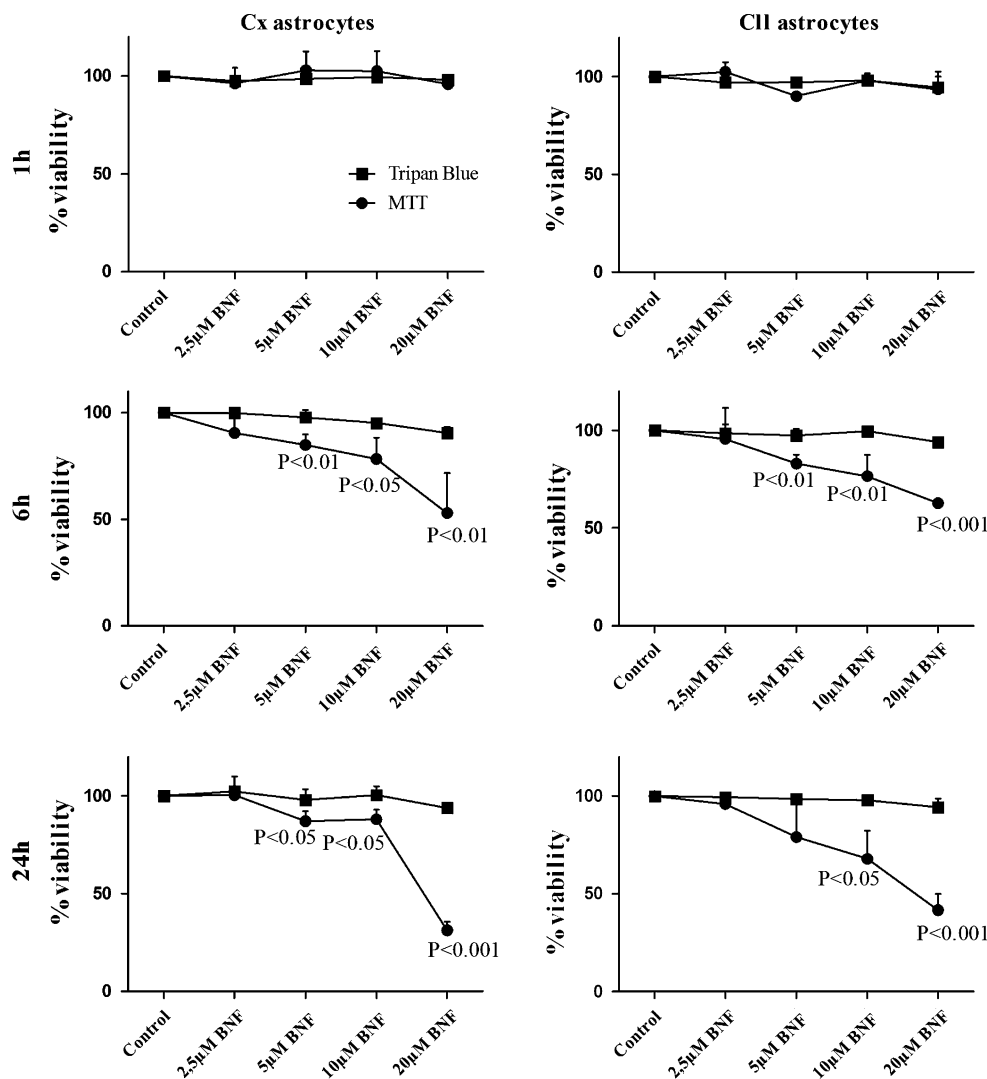 Cx astrocytes
CII astrocytes
1h
% viability
100
50
0
Tripan Blue
MTT
Control
2,5µM BNF
5µM BNF
10µM BNF
20µM BNF
% viability
100
50
0
Control
2,5µM BNF
5µM BNF
10µM BNF
20µM BNF
6h
% viability
100
50
0
P<0.01
P<0.05
P<0.01
Control
2,5µM BNF
5µM BNF
10µM BNF
20µM BNF
% viability
100
50
0
P<0.01
P<0.01
P<0.001
Control
2,5µM BNF
5µM BNF
10µM BNF
20µM BNF
24h
% viability
100
50
0
P<0.05
P<0.05
P<0.001
Control
2,5µM BNF
5µM BNF
10µM BNF
20µM BNF
% viability
100
50
0
P<0.05
P<0.001
Control
2,5µM BNF
5µM BNF
10µM BNF
20µM BNF